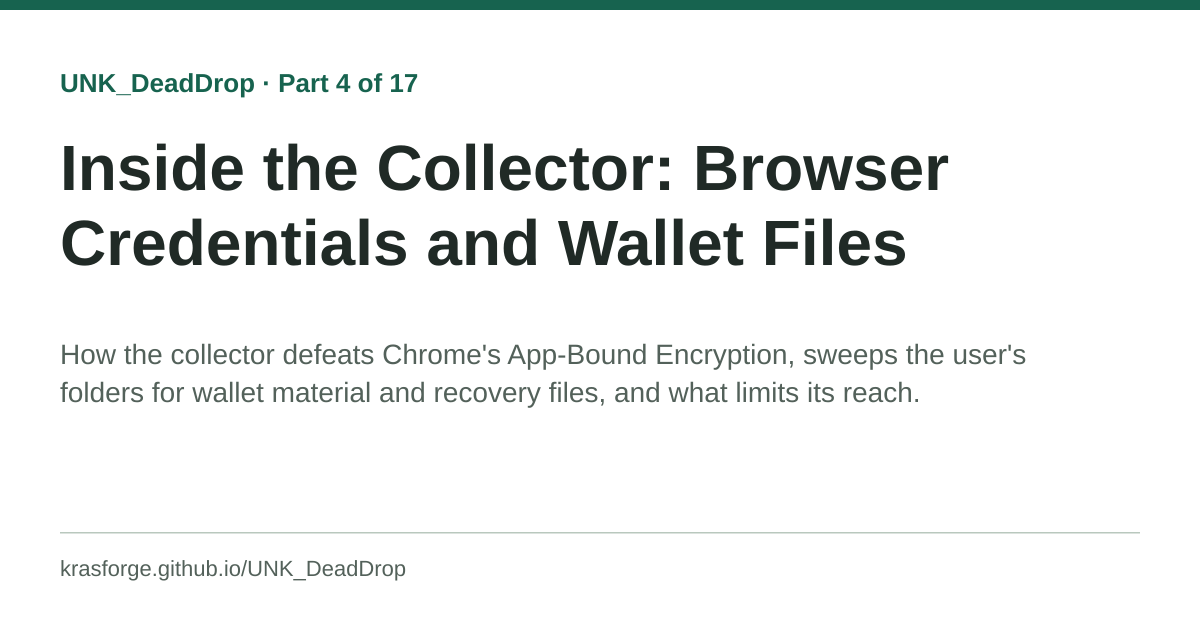 UNK_DeadDrop · Part 4 of 17
Inside the Collector: Browser
Credentials and Wallet Files
How the collector defeats Chrome's App-Bound Encryption, sweeps the user's
folders for wallet material and recovery files, and what limits its reach.
krasforge.github.io/UNK_DeadDrop